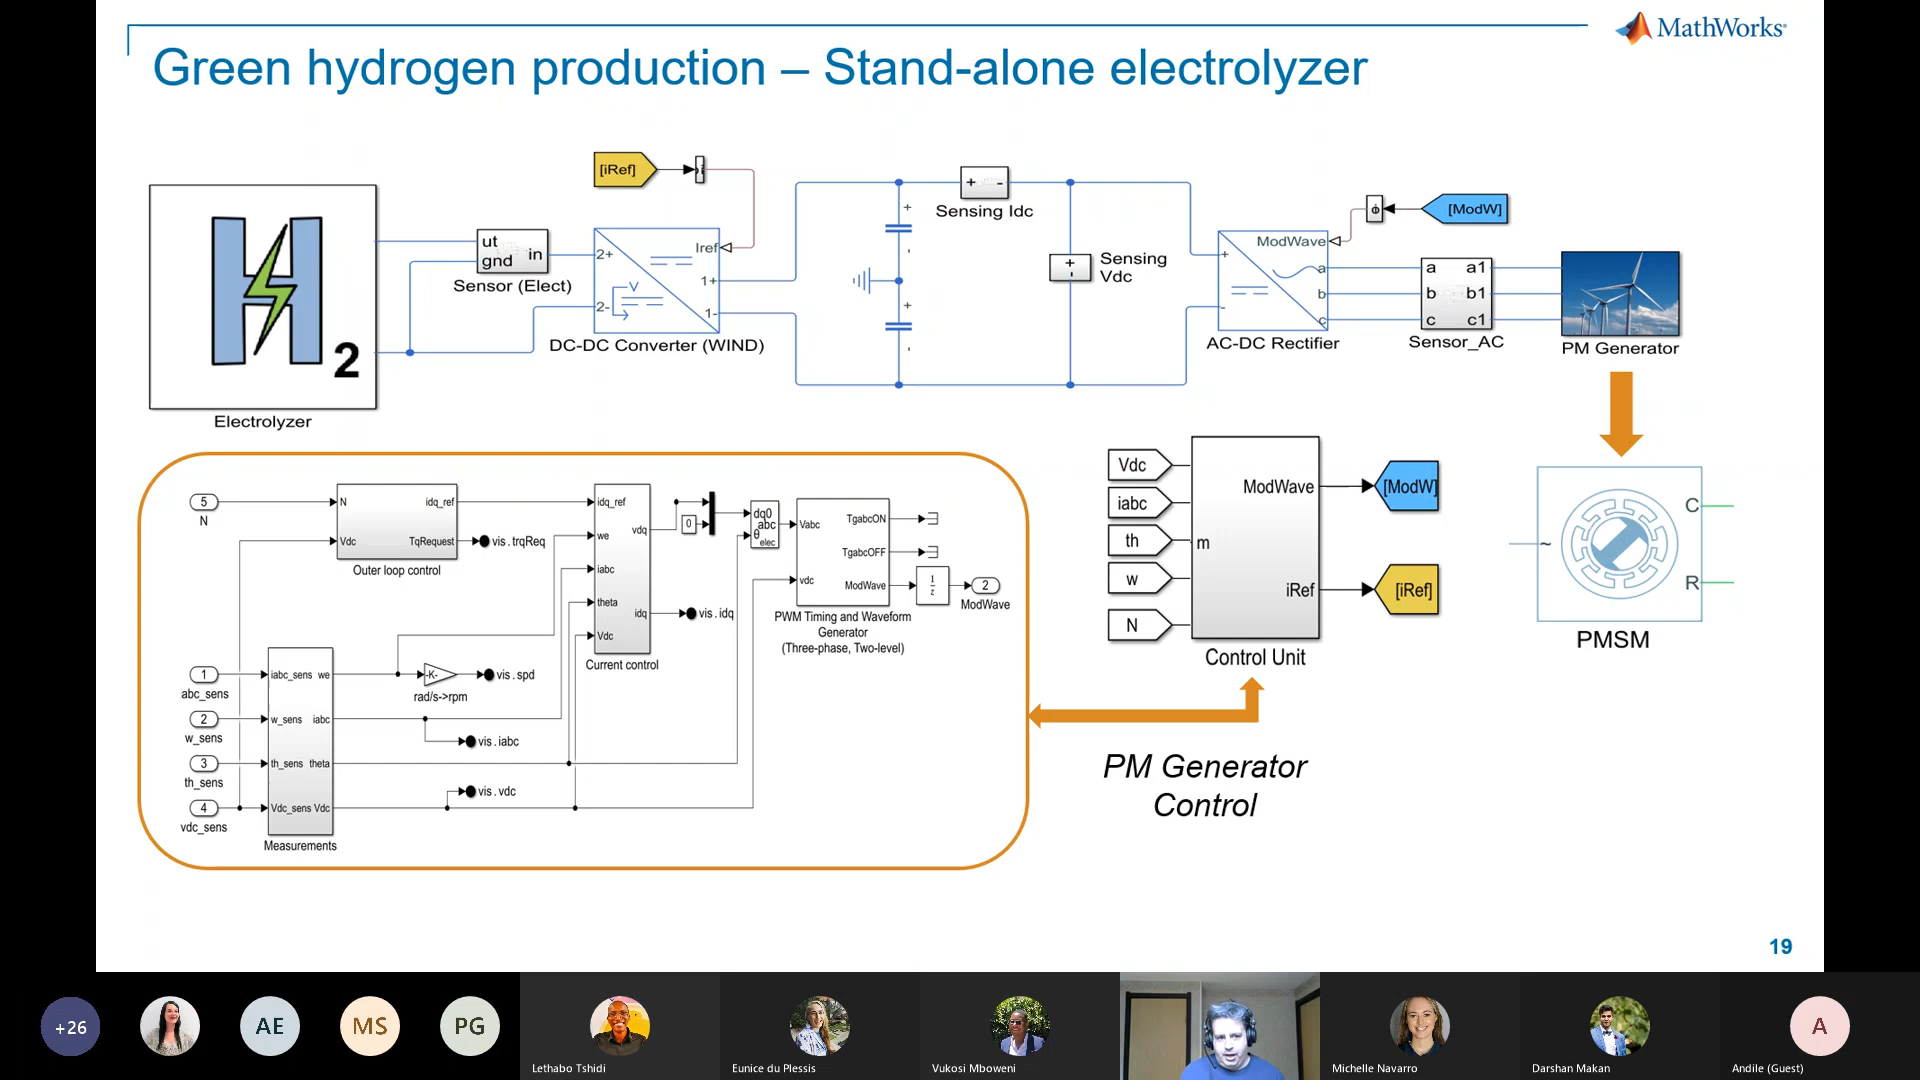 MathWorks
Green hydrogen production – Stand-alone electrolyzer
[iRef]
+ -
Sensing Idc
ϕ
[ModW]
H2
Electrolyzer
ut
gnd
in
Sensor (Elect)
2+
Iref
1+
V
2-
1-
DC-DC Converter (WIND)
+
-
+
-
+
-
Sensing
Vdc
ModWave
+
a
b
-
c
AC-DC Rectifier
a a1
b b1
c c1
Sensor_AC
PM Generator
5
N
N
idq_ref
Vdc
TqRequest
vis.trqReq
Outer loop control
idq_ref
we
vdq
iabc
theta
idq
vis.idq
Vdc
Current control
0
dq0
abc
θ
elec
Vabc
TgabcON
TgabcOFF
vdc
ModWave
1
z
2
ModWave
PWM Timing and Waveform
Generator
(Three-phase, Two-level)
1
abc_sens
iabc_sens we
-K-
vis.spd
rad/s->rpm
2
w_sens
w_sens iabc
vis.iabc
3
th_sens
th_sens theta
vis.vdc
4
vdc_sens
Vdc_sens Vdc
Measurements
Vdc
iabc
th
w
N
m
ModWave
iRef
[ModW]
[iRef]
Control Unit
PM Generator
Control
~
C
R
PMSM
19
+26
AE
MS
PG
Lethabo Tshidi
Eunice du Plessis
Vukosi Mboweni
Michelle Navarro
Darshan Makan
A
Andile (Guest)